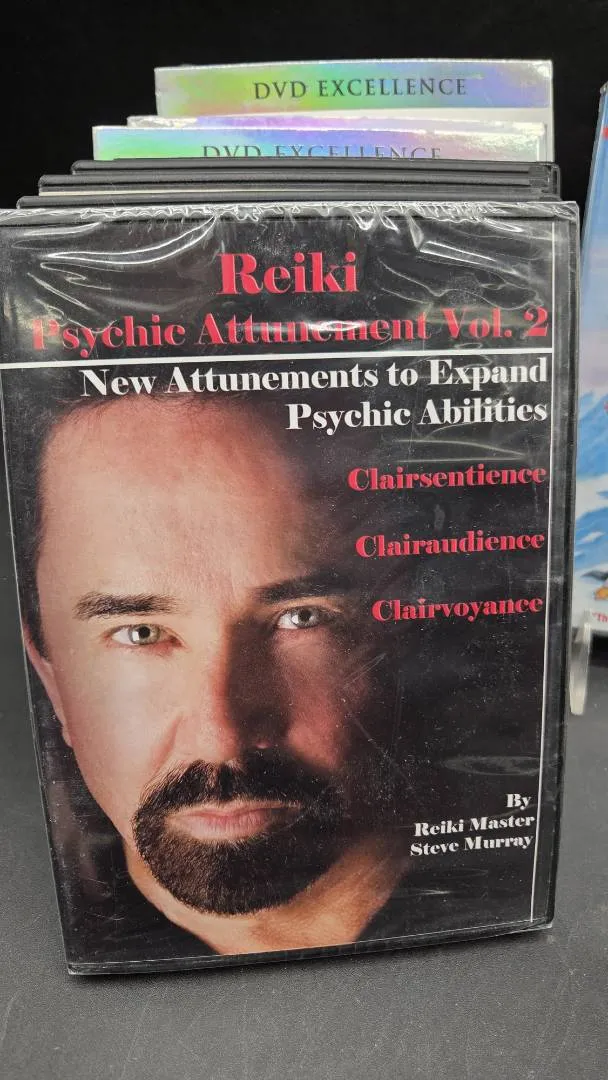 DVD EXCELLENCE
DVD EXCELLENCE
Reiki
Psychic Attunement Vol. 2
New Attunements to Expand
Psychic Abilities
Clairsentience
Clairaudience
Clairvoyance
By
Reiki Master
Steve Murray
"Th